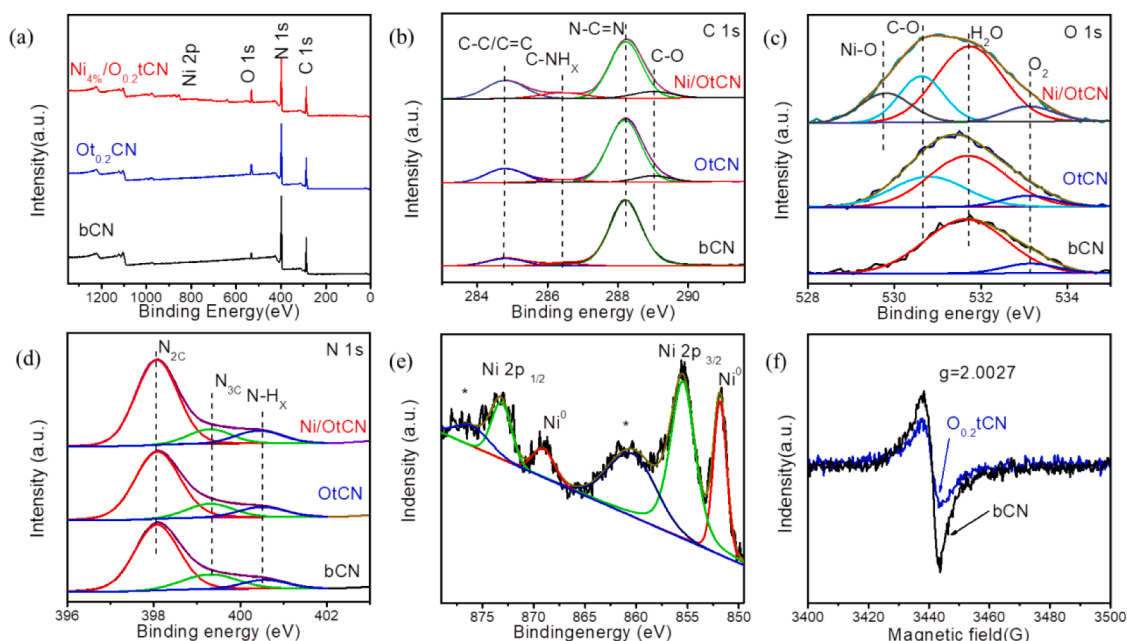 (a)
Ni4%/O0.2tCN
Ni 2p
O 1s
N 1s
C 1s
Ot0.2CN
bCN
Intensity(a.u.)
1200 1000 800 600 400 200 0
Binding Energy(eV)
(b)
C 1s
C-C/C=C
C-NHX
N-C=N
C-O
Ni/OtCN
OtCN
bCN
Intensity (a.u.)
284 286 288 290
Binding energy (eV)
(c)
O 1s
Ni-O
C-O
H2O
O2
Ni/OtCN
OtCN
bCN
Intensity (a.u.)
528 530 532 534
Binding energy (eV)
(d)
N 1s
N2C
N3C
N-HX
Ni/OtCN
OtCN
bCN
Intensity (a.u.)
396 398 400 402
Binding energy (eV)
(e)
* Ni 2p 1/2
Ni0
*
Ni 2p 3/2
Ni0
Indensity (a.u.)
875 870 865 860 855 850
Bindingenergy (eV)
(f)
g=2.0027
O0.2tCN
bCN
Indensity(a.u.)
3400 3420 3440 3460 3480 3500
Magnetic field(G)